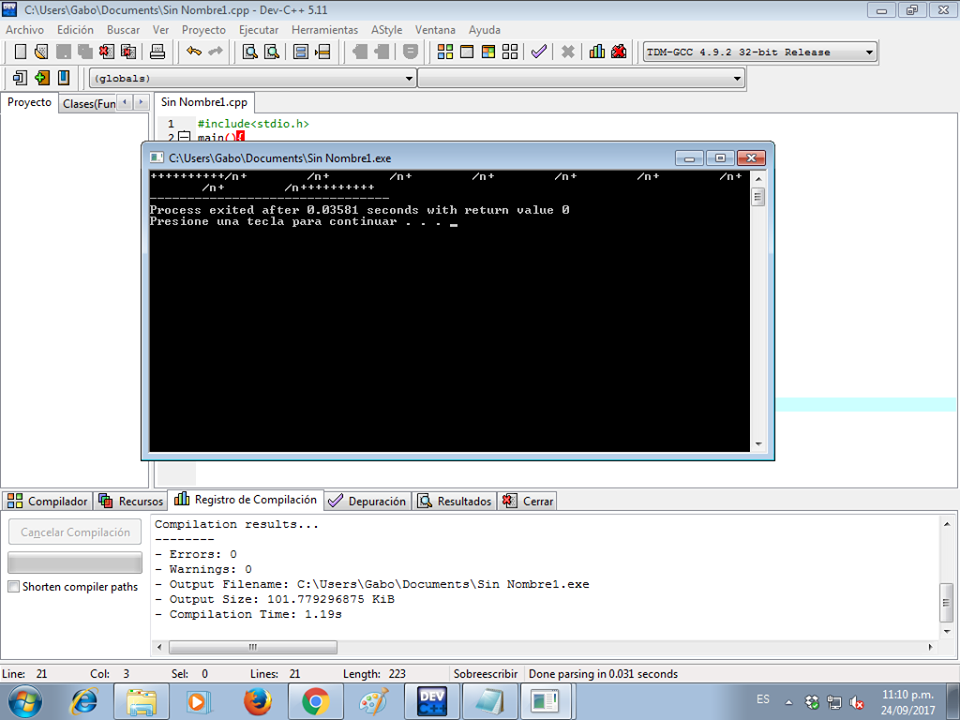 C:\Users\Gabo\Documents\Sin Nombre1.cpp - Dev-C++ 5.11
Archivo Edición Buscar Ver Proyecto Ejecutar Herramientas AStyle Ventana Ayuda
TDM-GCC 4.9.2 32-bit Release
(globals)
Proyecto Clases(Fun Sin Nombre1.cpp
1 #include<stdio.h>
2 main(){
C:\Users\Gabo\Documents\Sin Nombre1.exe
++++++++++/n+ /n+ /n+ /n+ /n+ /n+ /n+
/n+ /n++++++++++
--------------------------------
Process exited after 0.03581 seconds with return value 0
Presione una tecla para continuar . . . _
Compilador Recursos Registro de Compilación Depuración Resultados Cerrar
Cancelar Compilación
Shorten compiler paths
Compilation results...
--------
- Errors: 0
- Warnings: 0
- Output Filename: C:\Users\Gabo\Documents\Sin Nombre1.exe
- Output Size: 101.779296875 KiB
- Compilation Time: 1.19s
Line: 21 Col: 3 Sel: 0 Lines: 21 Length: 223 Sobreescribir Done parsing in 0.031 seconds
DEV C++
ES
11:10 p.m.
24/09/2017